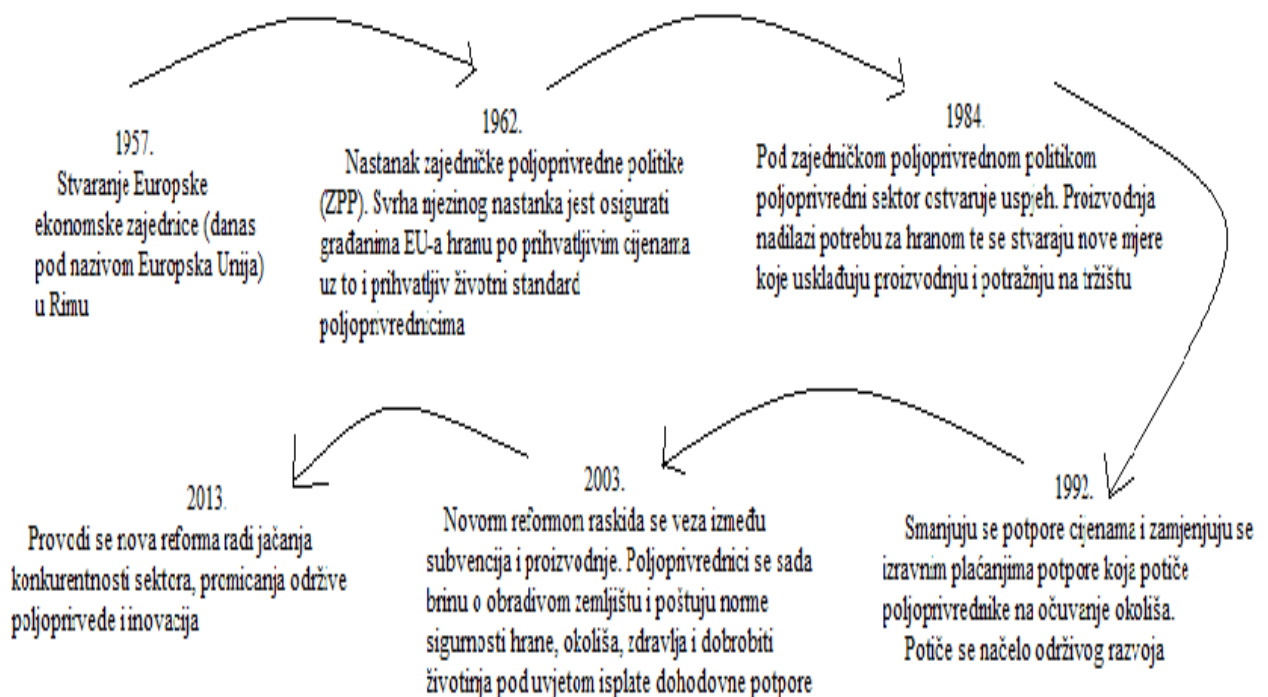 1957.
Stvaranje Europske
ekonomske zajednice (danas
pod nazivom Europska Unija)
u Rimu
1962.
Nastanak zajedničke poljoprivredne politike
(ZPP). Svrha njezinog nastanka jest osigurati
građanima EU-a hranu po prihvatljivim cijenama
uz to i prihvatljiv životni standard
poljoprivrednicima
1984.
Pod zajedničkom poljoprivrednom politikom
poljoprivredni sektor ostvaruje uspjeh. Proizvodnja
nadilazi potrebu za hranom te se stvaraju nove mjere
koje usklađuju proizvodnju i potražnju na tržištu
1992.
Smanjuju se potpore cijenama i zamjenjuju se
izravnim plaćanjima potpore koja potiče
poljoprivrednike na očuvanje okoliša.
Potiče se načelo održivog razvoja
2003.
Novorm reformom raskida se veza između
subvencija i proizvodnje. Poljoprivrednici se sada
brinu o obradivom zemljištu i poštuju norme
sigurnosti hrane, okoliša, zdravlja i dobrobiti
životinja pod uvjetom isplate dohodovne potpore
2013.
Provodi se nova reforma radi jačanja
konkurentnosti sektora, promicanja održive
poljoprirvede i inovacija